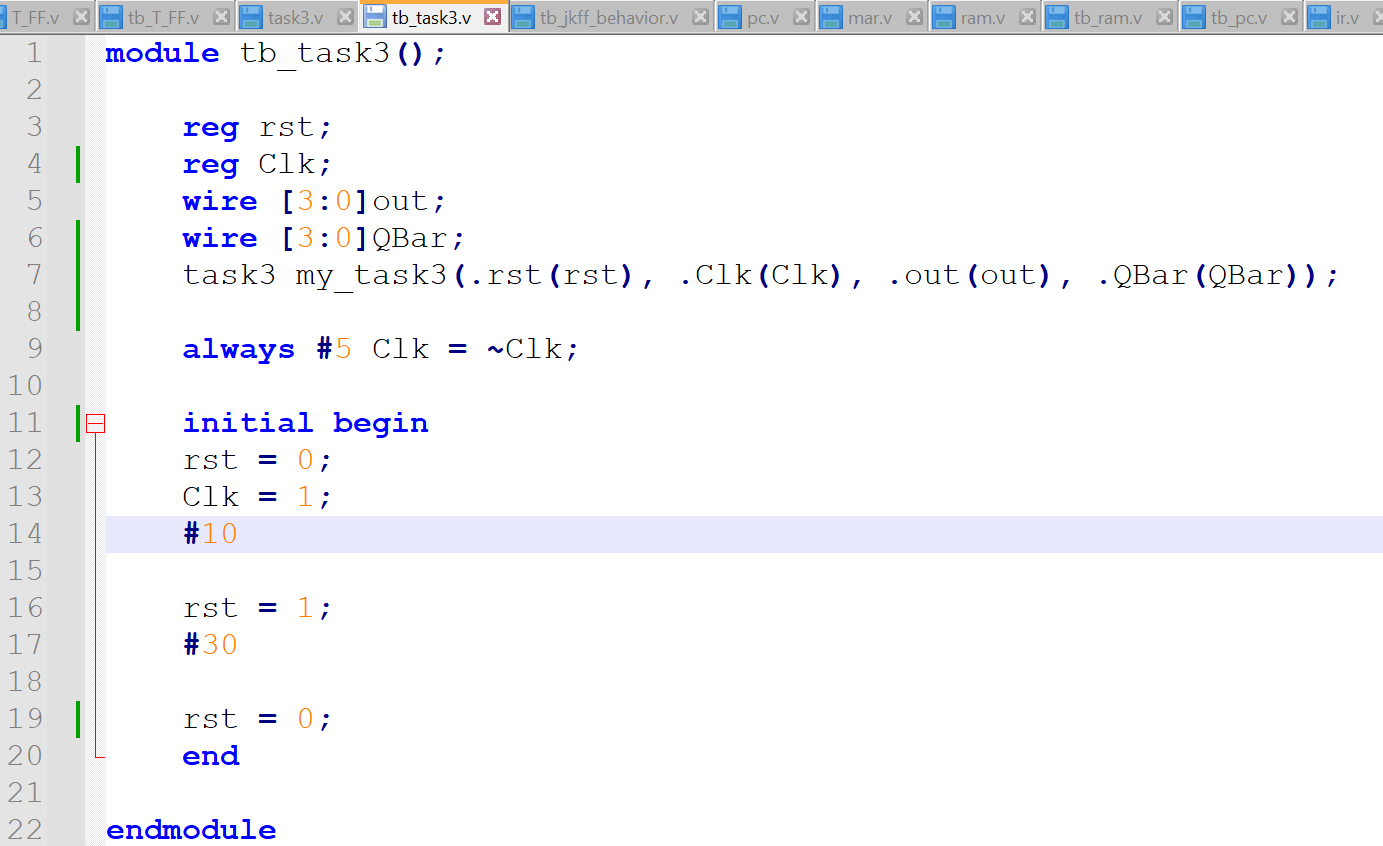 T_FF.v tb_T_FF.v task3.v tb_task3.v tb_jkff_behavior.v pc.v mar.v ram.v tb_ram.v tb_pc.v ir.v
1 module tb_task3();
2
3 reg rst;
4 reg Clk;
5 wire [3:0]out;
6 wire [3:0]QBar;
7 task3 my_task3(.rst(rst), .Clk(Clk), .out(out), .QBar(QBar));
8
9 always #5 Clk = ~Clk;
10
11 initial begin
12 rst = 0;
13 Clk = 1;
14 #10
15
16 rst = 1;
17 #30
18
19 rst = 0;
20 end
21
22 endmodule